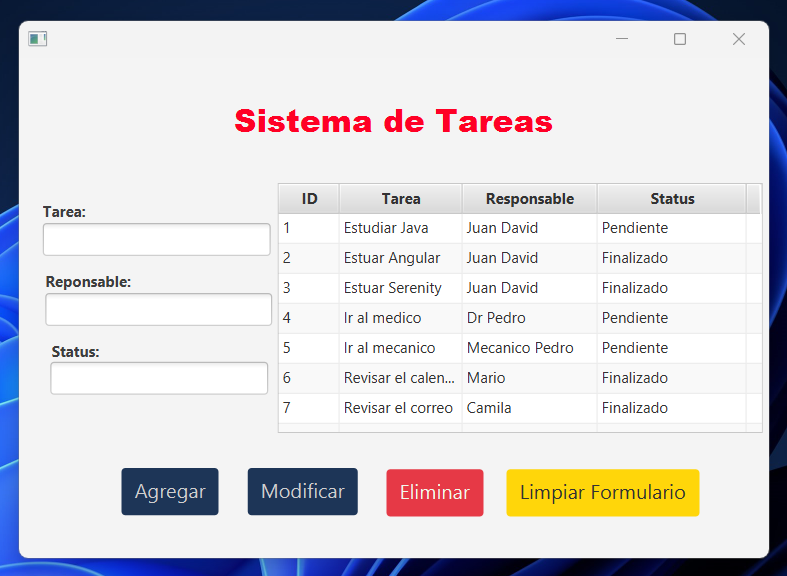 Sistema de Tareas
Tarea:
Reponsable:
Status:
ID Tarea Responsable Status
1 Estudiar Java Juan David Pendiente
2 Estuar Angular Juan David Finalizado
3 Estuar Serenity Juan David Finalizado
4 Ir al medico Dr Pedro Pendiente
5 Ir al mecanico Mecanico Pedro Pendiente
6 Revisar el calen... Mario Finalizado
7 Revisar el correo Camila Finalizado
Agregar Modificar Eliminar Limpiar Formulario